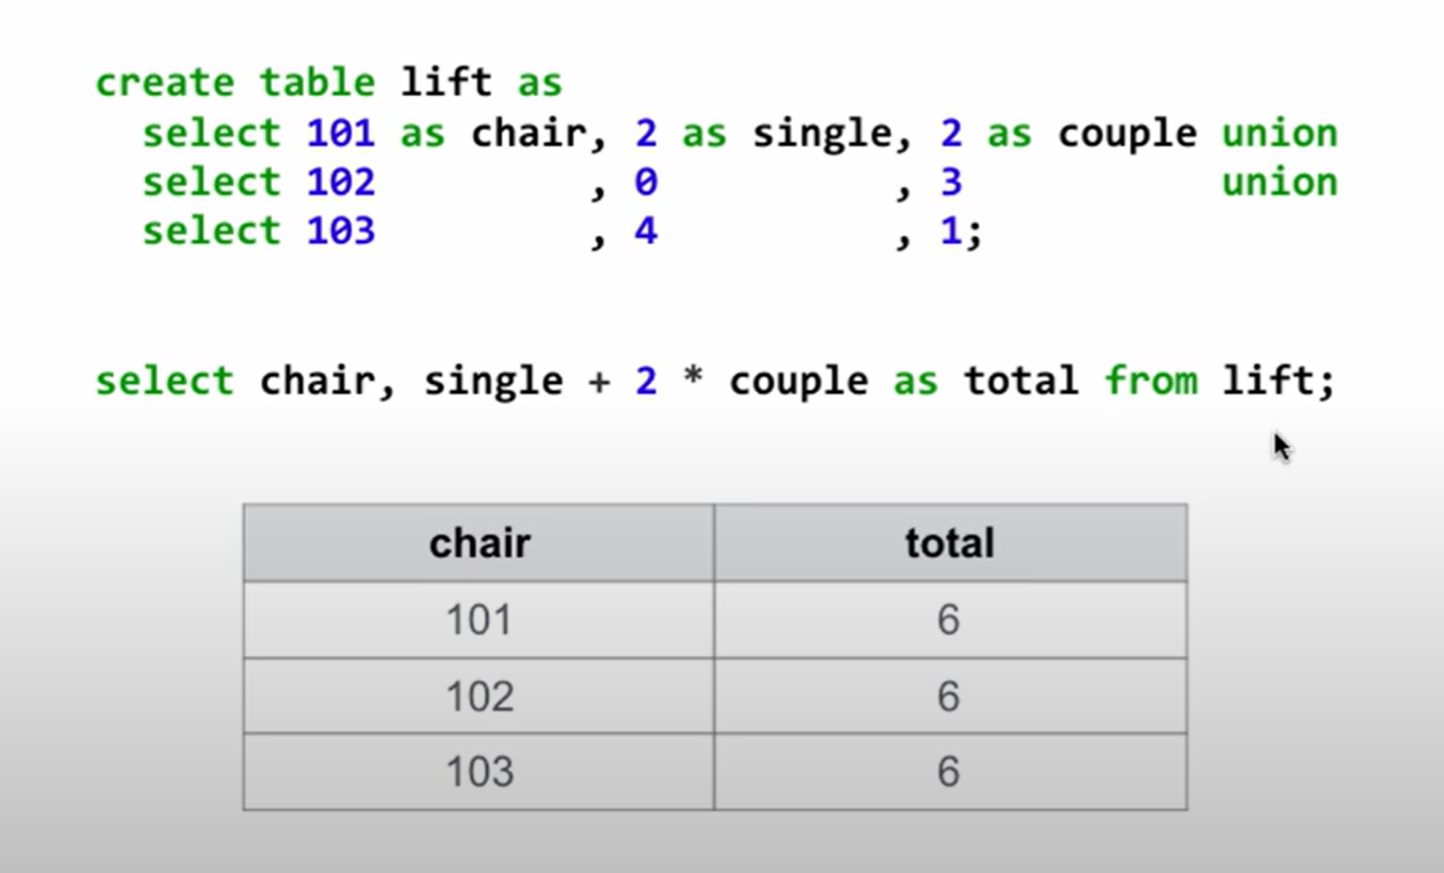 create table lift as
select 101 as chair, 2 as single, 2 as couple union
select 102 , 0 , 3 union
select 103 , 4 , 1;
select chair, single + 2 * couple as total from lift;
chair total
101 6
102 6
103 6